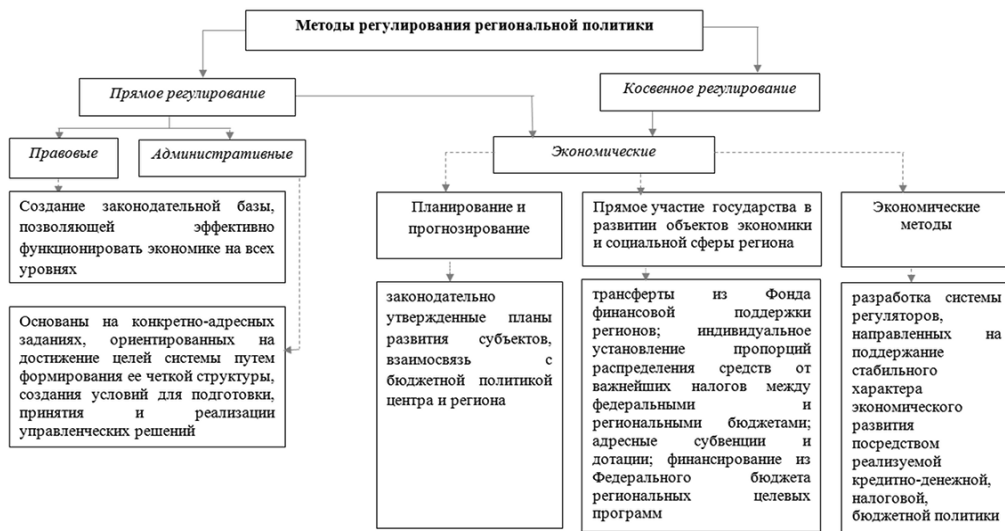 Методы регулирования региональной политики
Прямое регулирование
Косвенное регулирование
Правовые
Административные
Экономические
Создание законодательной базы,
позволяющей эффективно
функционировать экономике на всех
уровнях
Основаны на конкретно-адресных
заданиях, ориентированных на
достижение целей системы путем
формирования ее четкой структуры,
создания условий для подготовки,
принятия и реализации
управленческих решений
Планирование и
прогнозирование
законодательно
утвержденные планы
развития субъектов,
взаимосвязь с
бюджетной политикой
центра и региона
Прямое участие государства в
развитии объектов экономики
и социальной сферы региона
трансферты из Фонда
финансовой поддержки
регионов; индивидуальное
установление пропорций
распределения средств от
важнейших налогов между
федеральными и
региональными бюджетами;
адресные субвенции и
дотации; финансирование из
Федерального бюджета
региональных целевых
программ
Экономические
методы
разработка системы
регуляторов,
направленных на
поддержание
стабильного
характера
экономического
развития
посредством
реализуемой
кредитно-денежной,
налоговой,
бюджетной политики